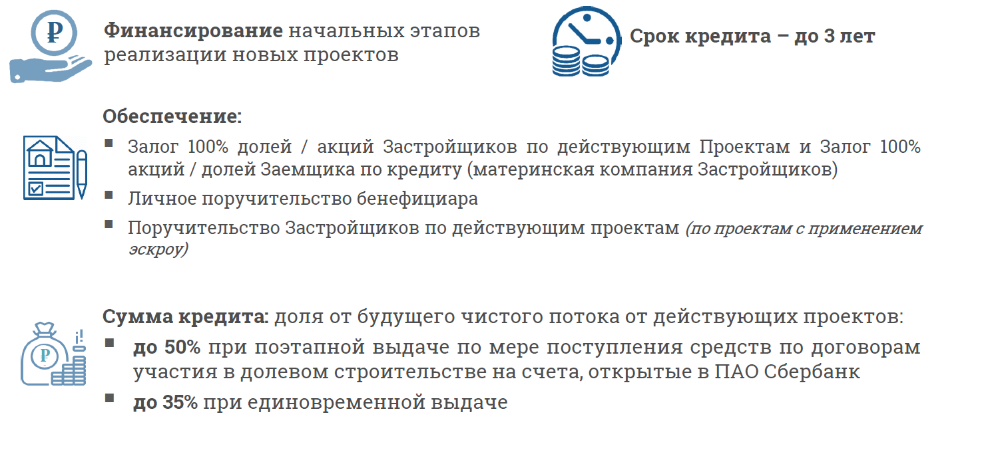 ₽
Финансирование начальных этапов
реализации новых проектов
Срок кредита – до 3 лет
Обеспечение:
▪ Залог 100% долей / акций Застройщиков по действующим Проектам и Залог 100%
акций / долей Заемщика по кредиту (материнская компания Застройщиков)
▪ Личное поручительство бенефициара
▪ Поручительство Застройщиков по действующим проектам (по проектам с применением
эскроу)
₽
Сумма кредита: доля от будущего чистого потока от действующих проектов:
▪ до 50% при поэтапной выдаче по мере поступления средств по договорам
участия в долевом строительстве на счета, открытые в ПАО Сбербанк
▪ до 35% при единовременной выдаче